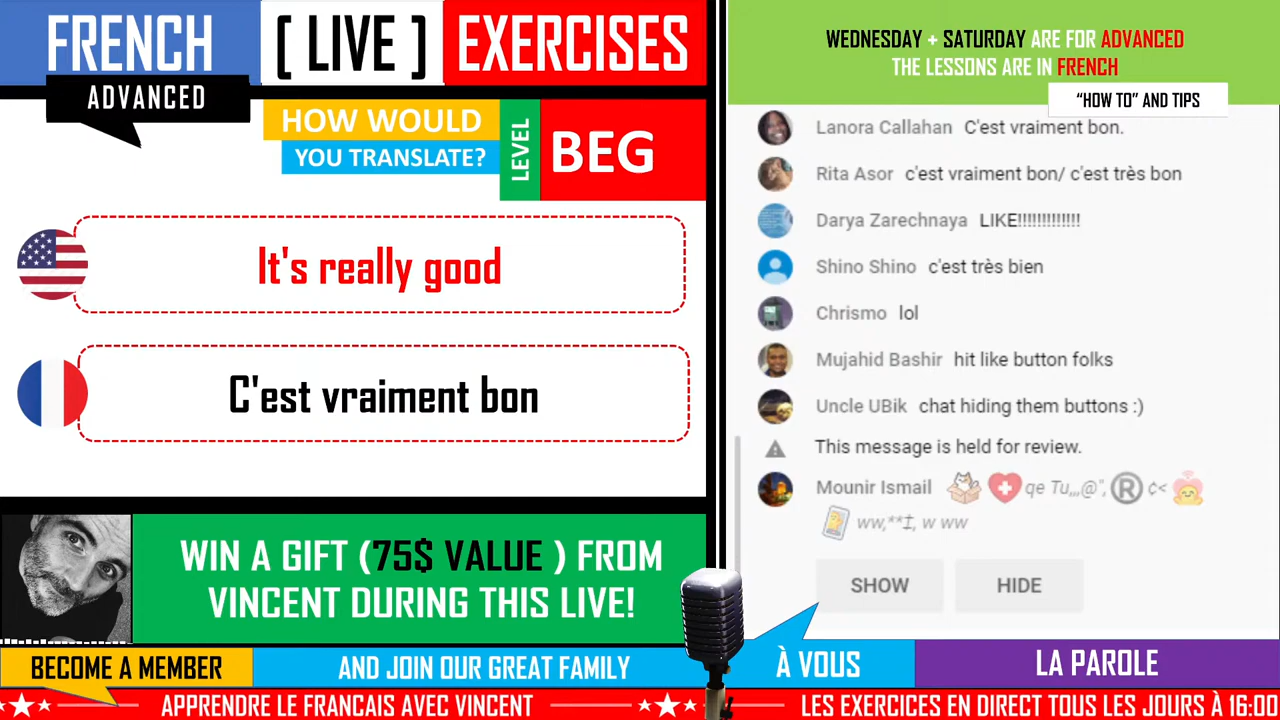 FRENCH [ LIVE ] EXERCISES
ADVANCED
HOW WOULD
YOU TRANSLATE?
LEVEL
BEG
It's really good
C'est vraiment bon
WIN A GIFT (75$ VALUE ) FROM
VINCENT DURING THIS LIVE!
BECOME A MEMBER
AND JOIN OUR GREAT FAMILY
WEDNESDAY + SATURDAY ARE FOR ADVANCED
THE LESSONS ARE IN FRENCH
“HOW TO” AND TIPS
Lanora Callahan C'est vraiment bon.
Rita Asor c'est vraiment bon/ c'est très bon
Darya Zarechnaya LIKE!!!!!!!!!!!!!
Shino Shino c'est très bien
Chrismo lol
Mujahid Bashir hit like button folks
Uncle UBik chat hiding them buttons :)
This message is held for review.
Mounir Ismail qe Tu,,,@", ® ¢<
ww,**‡, w ww
SHOW HIDE
À VOUS
LA PAROLE
APPRENDRE LE FRANCAIS AVEC VINCENT
LES EXERCICES EN DIRECT TOUS LES JOURS À 16:00